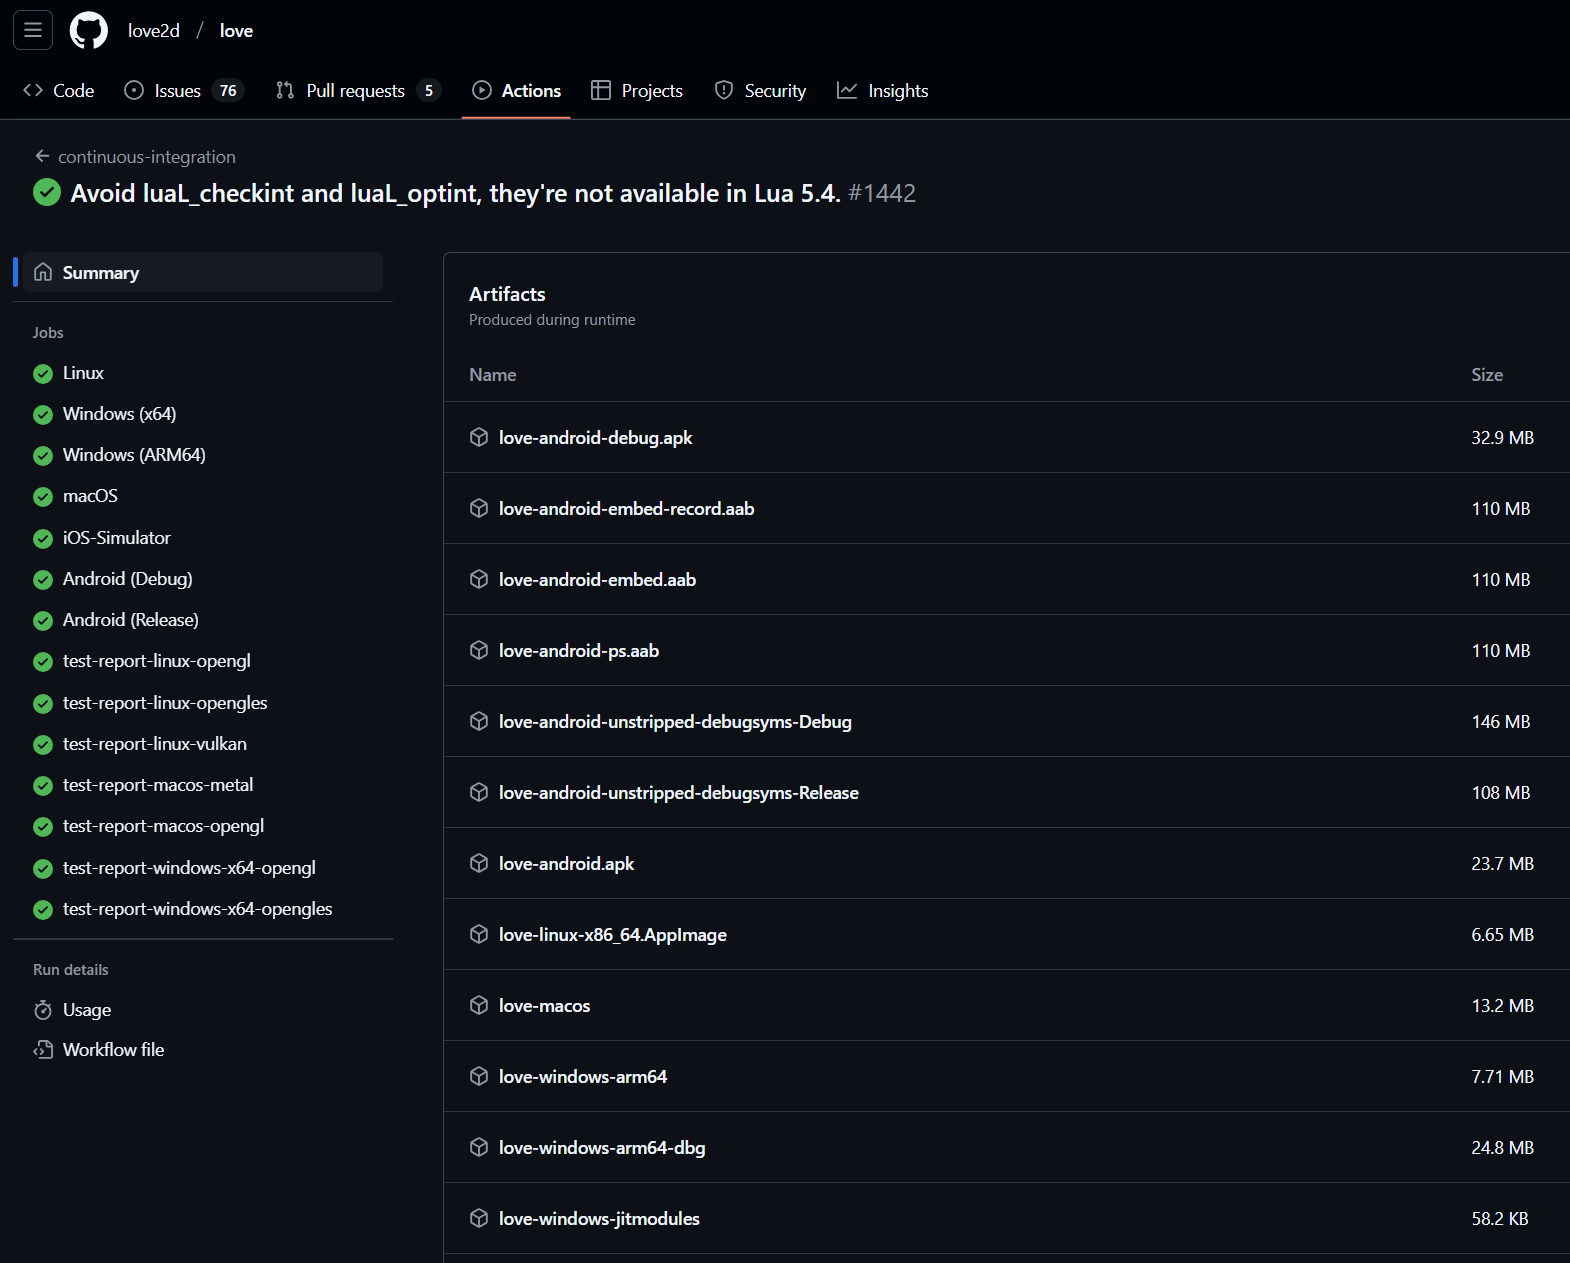 love2d / love
Code Issues 76 Pull requests 5 Actions Projects Security Insights
continuous-integration
Avoid luaL_checkint and luaL_optint, they're not available in Lua 5.4. #1442
Summary
Jobs
Linux
Windows (x64)
Windows (ARM64)
macOS
iOS-Simulator
Android (Debug)
Android (Release)
test-report-linux-opengl
test-report-linux-opengles
test-report-linux-vulkan
test-report-macos-metal
test-report-macos-opengl
test-report-windows-x64-opengl
test-report-windows-x64-opengles
Run details
Usage
Workflow file
Artifacts
Produced during runtime
Name Size
love-android-debug.apk 32.9 MB
love-android-embed-record.aab 110 MB
love-android-embed.aab 110 MB
love-android-ps.aab 110 MB
love-android-unstripped-debugsyms-Debug 146 MB
love-android-unstripped-debugsyms-Release 108 MB
love-android.apk 23.7 MB
love-linux-x86_64.AppImage 6.65 MB
love-macos 13.2 MB
love-windows-arm64 7.71 MB
love-windows-arm64-dbg 24.8 MB
love-windows-jitmodules 58.2 KB